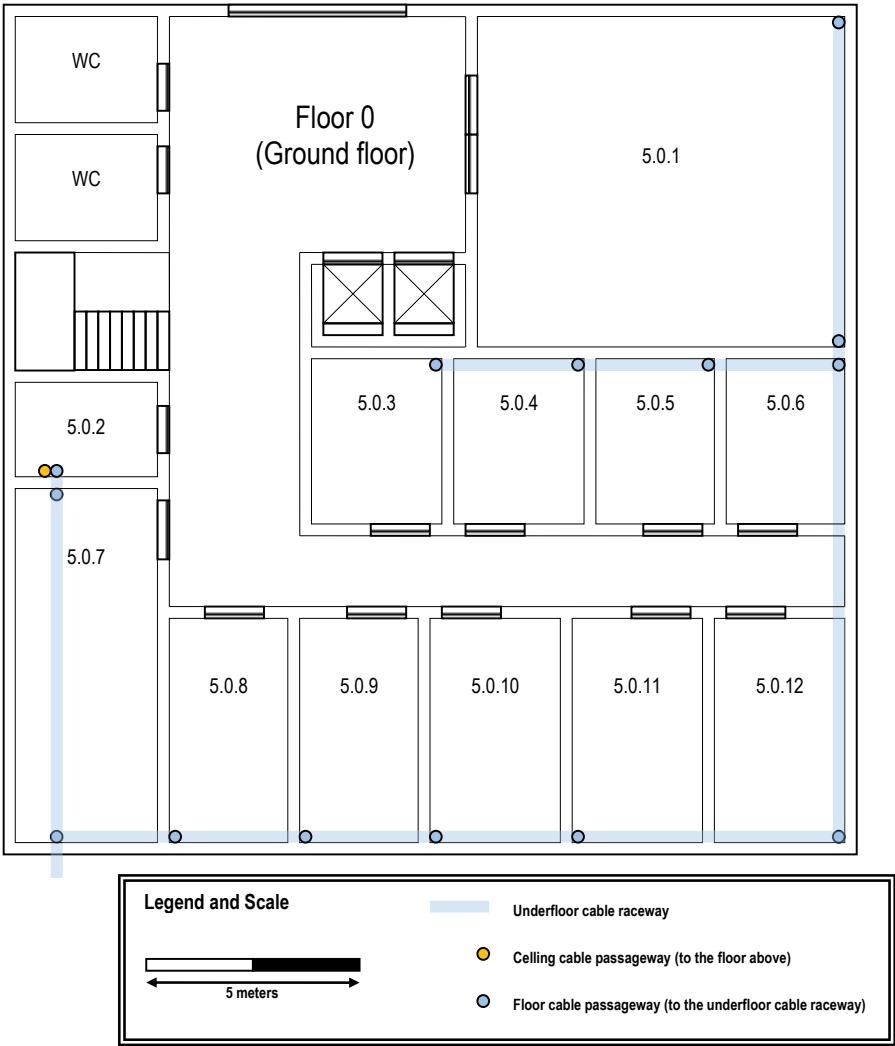 WC
Floor 0
(Ground floor)
5.0.1
WC
5.0.3
5.0.4
5.0.5
5.0.6
5.0.2
5.0.7
5.0.8
5.0.9
5.0.10
5.0.11
5.0.12
Legend and Scale
5 meters
Underfloor cable raceway
Celling cable passageway (to the floor above)
Floor cable passageway (to the underfloor cable raceway)